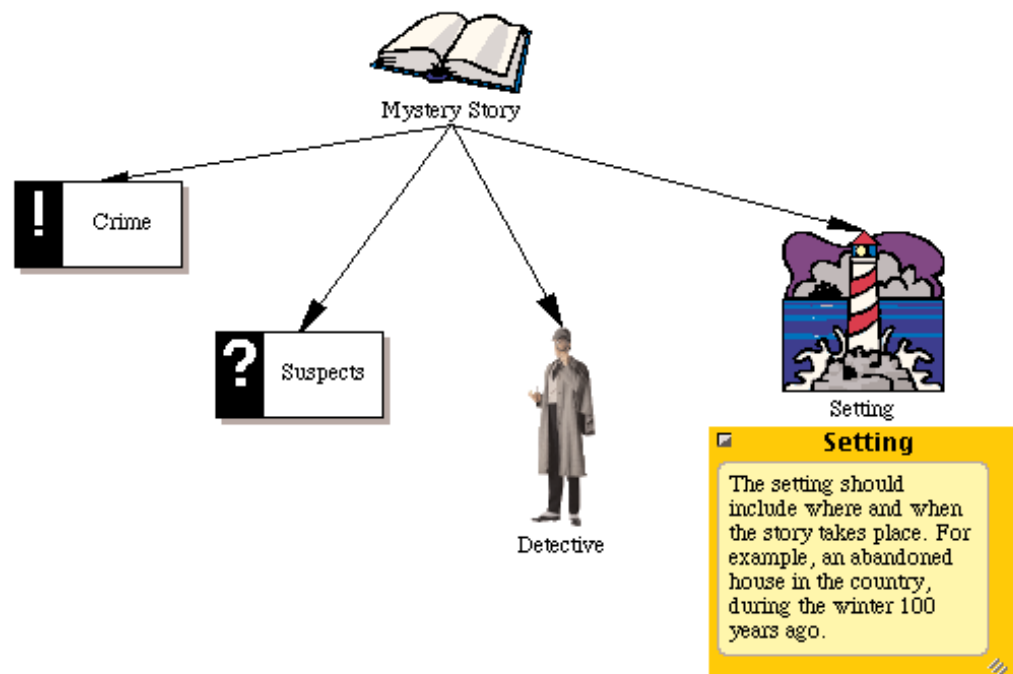 Mystery Story
!
Crime
?
Suspects
Detective
Setting
Setting
The setting should
include where and when
the story takes place. For
example, an abandoned
house in the country,
during the winter 100
years ago.